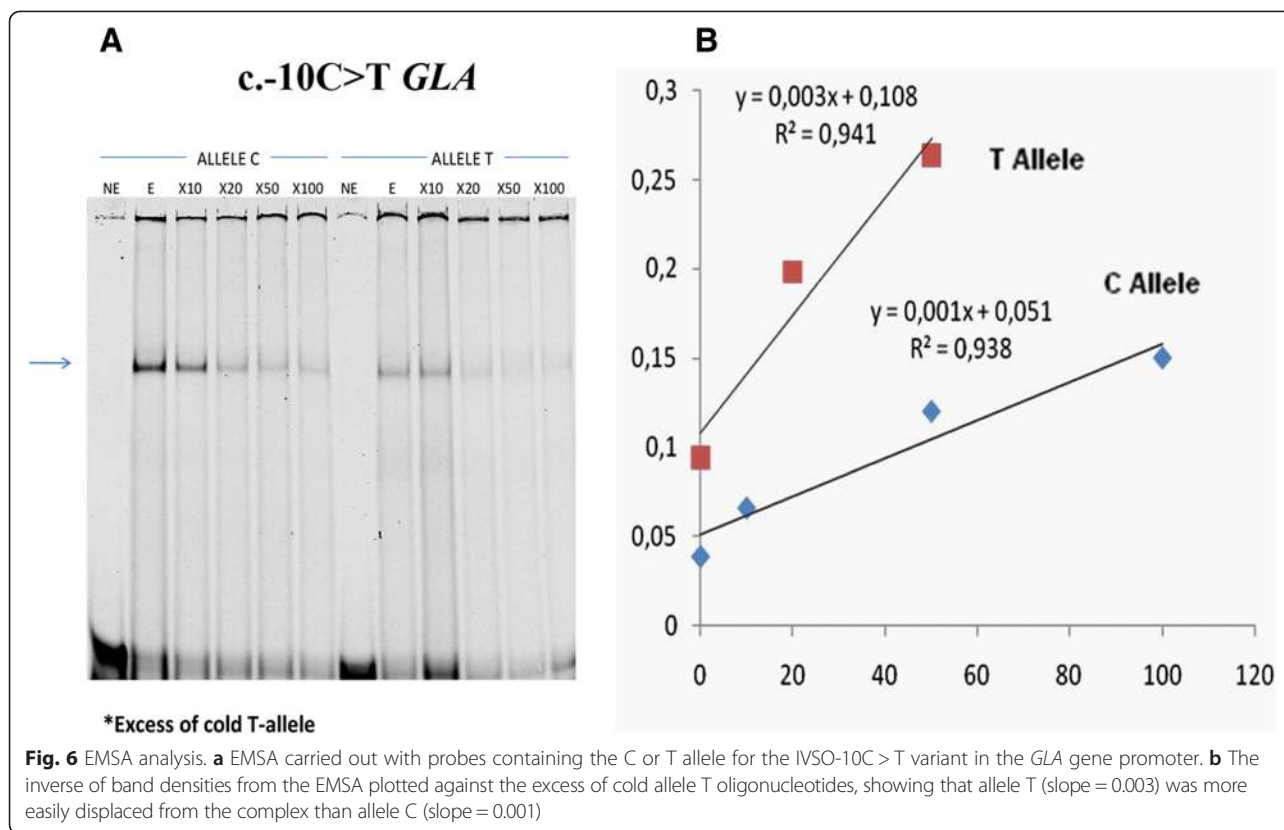 A
c.-10C>T GLA
ALLELE C ALLELE T
NE E X10 X20 X50 X100 NE E X10 X20 X50 X100
*Excess of cold T-allele
B
0,3
0,25
0,2
0,15
0,1
0,05
0
y = 0,003x + 0,108
R² = 0,941
T Allele
C Allele
y = 0,001x + 0,051
R² = 0,938
0 20 40 60 80 100 120
Fig. 6 EMSA analysis. a EMSA carried out with probes containing the C or T allele for the IVSO-10C > T variant in the GLA gene promoter. b The
inverse of band densities from the EMSA plotted against the excess of cold allele T oligonucleotides, showing that allele T (slope = 0.003) was more
easily displaced from the complex than allele C (slope = 0.001)